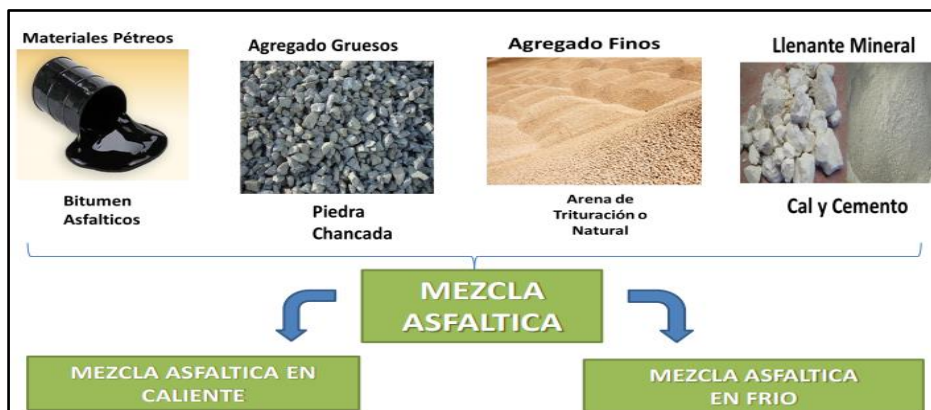 Materiales Pétreos
Agregado Gruesos
Agregado Finos
Llenante Mineral
Bitumen
Asfalticos
Piedra
Chancada
Arena de
Trituración o
Natural
Cal y Cemento
MEZCLA
ASFALTICA
MEZCLA ASFALTICA EN
CALIENTE
MEZCLA ASFALTICA
EN FRIO